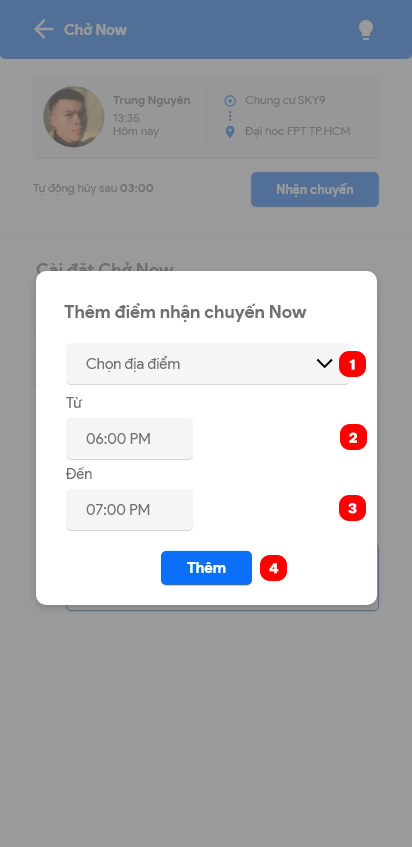 Chở Now
Trung Nguyên
13:35
Hôm nay
Chung cư SKY9
Đại học FPT TP.HCM
Tự động hủy sau 03:00
Nhận chuyến
Cài đặt Chở Now
Thêm điểm nhận chuyến Now
Chọn địa điểm
1
Từ
06:00 PM
2
Đến
07:00 PM
3
Thêm
4